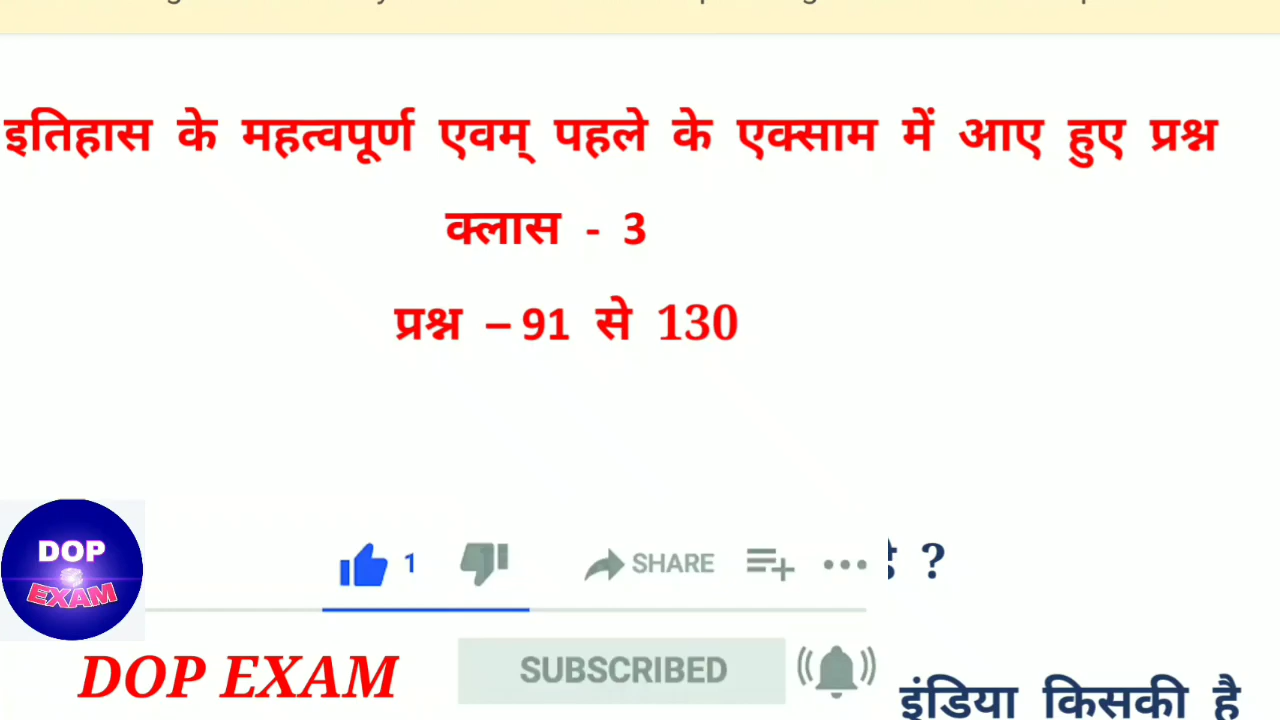 इतिहास के महत्वपूर्ण एवम् पहले के एक्साम में आए हुए प्रश्न
क्लास - 3
प्रश्न – 91 से 130
DOP
EXAM
1
SHARE
?
DOP EXAM
SUBSCRIBED
इंडिया किसकी है